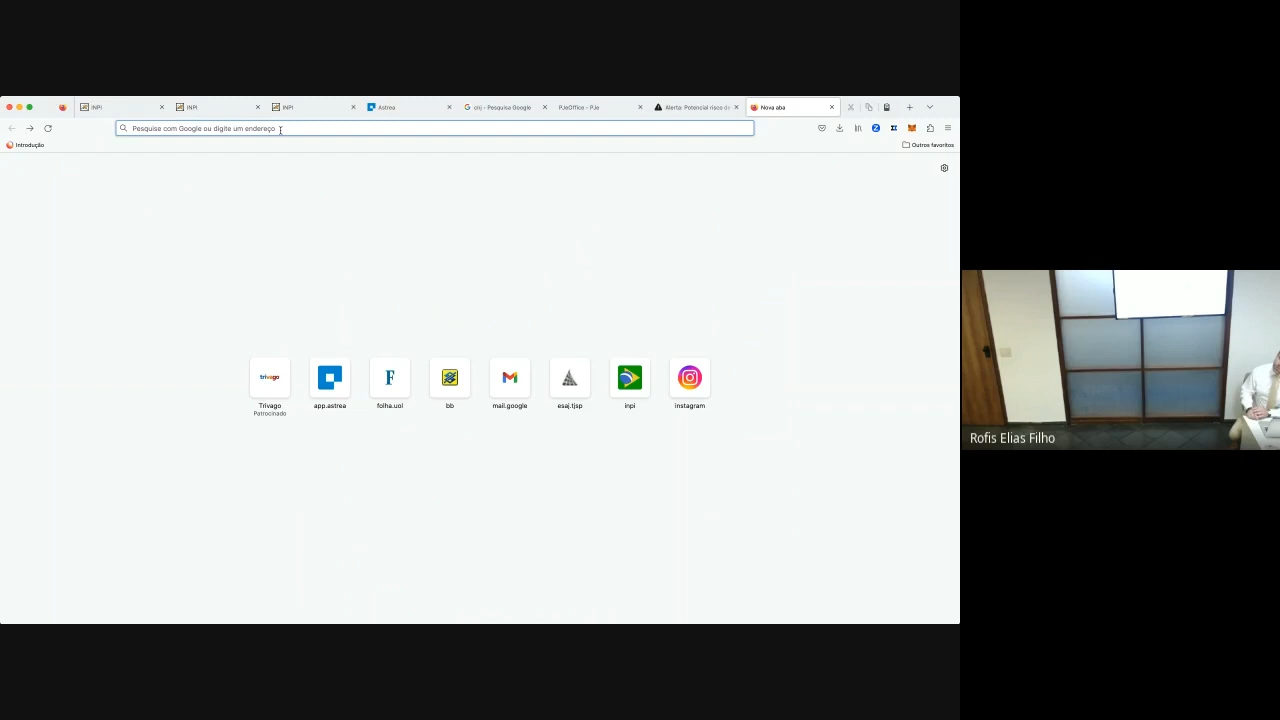 INPI
INPI
INPI
Astrea
cnj - Pesquisa Google
PJeOffice - PJe
Alerta: Potencial risco de
Nova aba
Pesquise com Google ou digite um endereço
Introdução
Outros favoritos
trivago
F
Trivago
Patrocinado
app.astrea
folha.uol
bb
mail.google
esaj.tjsp
inpi
instagram
Rofis Elias Filho